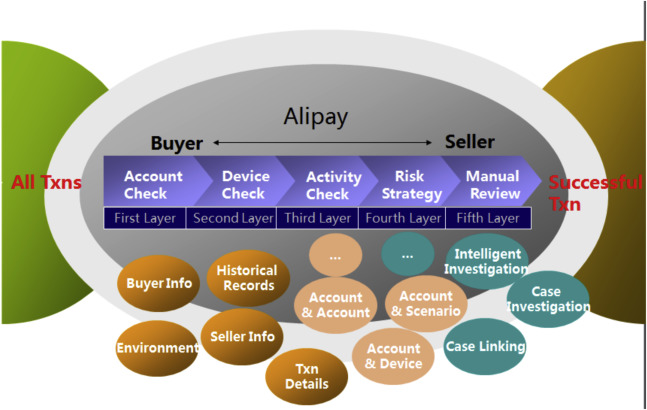 Alipay
Buyer
Seller
All Txns
Account
Check
Device
Check
Activity
Check
Risk
Strategy
Manual
Review
Successful
Txn
First Layer
Second Layer
Third Layer
Fourth Layer
Fifth Layer
Buyer Info
Historical
Records
...
...
Intelligent
Investigation
Account
& Account
Account
& Scenario
Case
Investigation
Environment
Seller Info
Txn
Details
Account
& Device
Case Linking